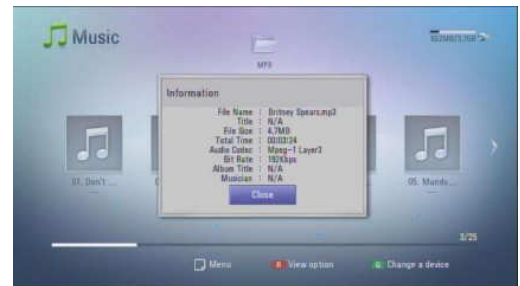 Music
MP3
Information
File Name : Britney Spears.mp3
Title : N/A
File Size : 4.7MB
Total Time : 00:03:24
Audio Codec : Mpeg-1 Layer3
Bit Rate : 192Kbps
Album Title : N/A
Musician : N/A
Close
01. Don't ...
05. Mands...
3/25
Menu
View option
Change a device